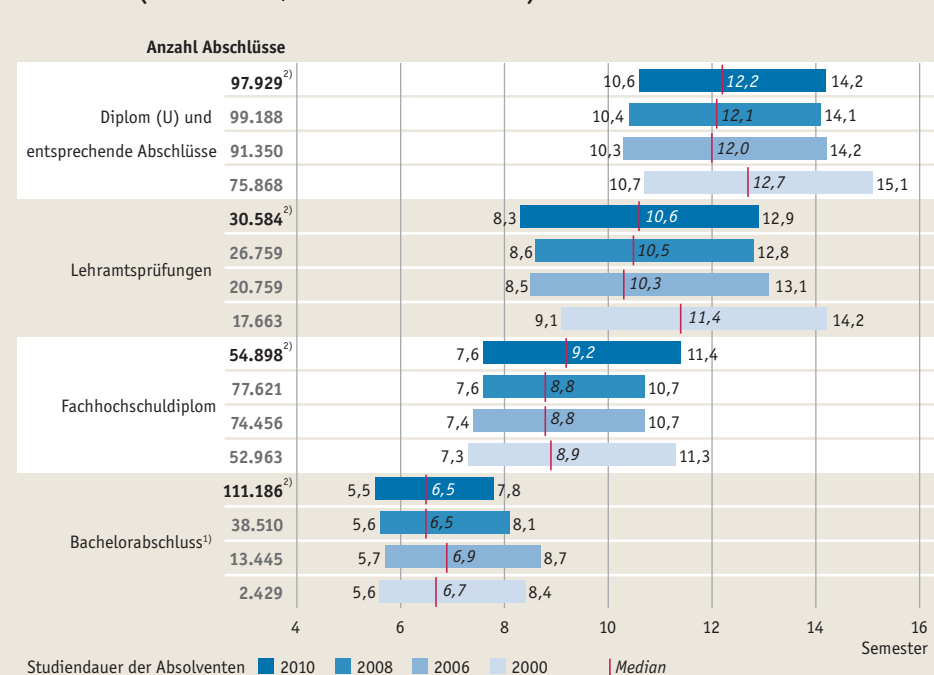 Anzahl Abschlüsse
97.929²⁾ 10,6 12,2 14,2
Diplom (U) und 99.188 10,4 12,1 14,1
entsprechende Abschlüsse 91.350 10,3 12,0 14,2
75.868 10,7 12,7 15,1
30.584²⁾ 8,3 10,6 12,9
26.759 8,6 10,5 12,8
Lehramtsprüfungen
20.759 8,5 10,3 13,1
17.663 9,1 11,4 14,2
54.898²⁾ 7,6 9,2 11,4
77.621 7,6 8,8 10,7
Fachhochschuldiplom
74.456 7,4 8,8 10,7
52.963 7,3 8,9 11,3
111.186²⁾ 5,5 6,5 7,8
38.510 5,6 6,5 8,1
Bachelorabschluss¹⁾
13.445 5,7 6,9 8,7
2.429 5,6 6,7 8,4
4 6 8 10 12 14 16
Semester
Studiendauer der Absolventen 2010 2008 2006 2000 Median